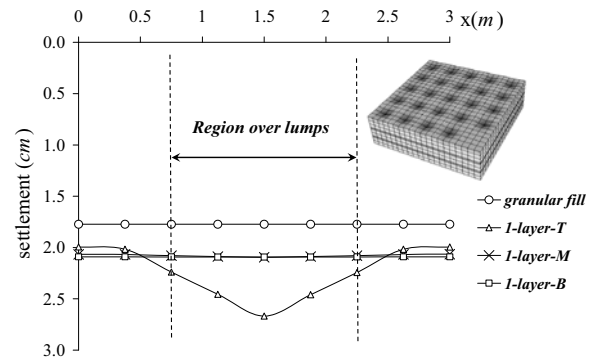 0 0.5 1 1.5 2 2.5 3 x(m)
0.0
0.5
1.0
1.5
2.0
2.5
3.0
settlement (cm)
Region over lumps
granular fill
1-layer-T
1-layer-M
1-layer-B